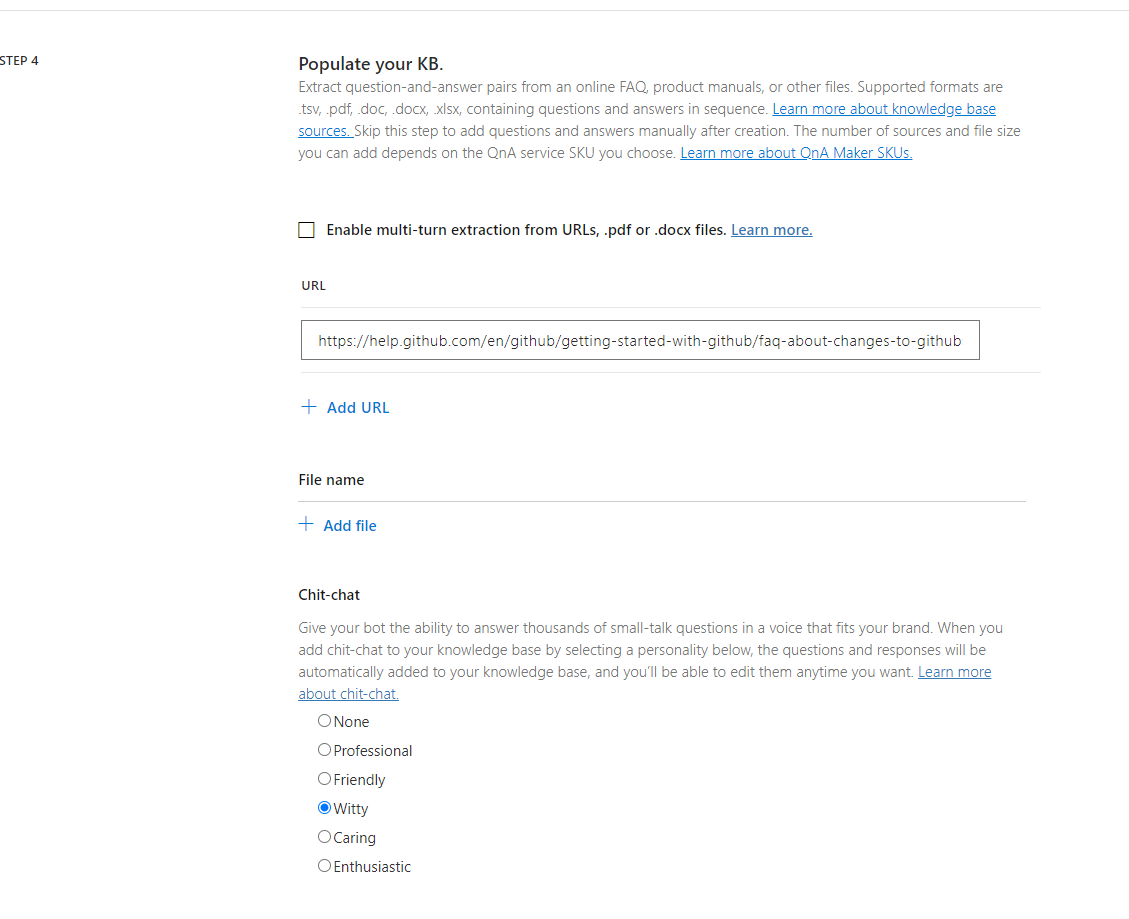 STEP 4
Populate your KB.
Extract question-and-answer pairs from an online FAQ, product manuals, or other files. Supported formats are
.tsv, .pdf, .doc, .docx, .xlsx, containing questions and answers in sequence. Learn more about knowledge base
sources. Skip this step to add questions and answers manually after creation. The number of sources and file size
you can add depends on the QnA service SKU you choose. Learn more about QnA Maker SKUs.
Enable multi-turn extraction from URLs, .pdf or .docx files. Learn more.
URL
https://help.github.com/en/github/getting-started-with-github/faq-about-changes-to-github
Add URL
File name
Add file
Chit-chat
Give your bot the ability to answer thousands of small-talk questions in a voice that fits your brand. When you
add chit-chat to your knowledge base by selecting a personality below, the questions and responses will be
automatically added to your knowledge base, and you'll be able to edit them anytime you want. Learn more
about chit-chat.
None
Professional
Friendly
Witty
Caring
Enthusiastic